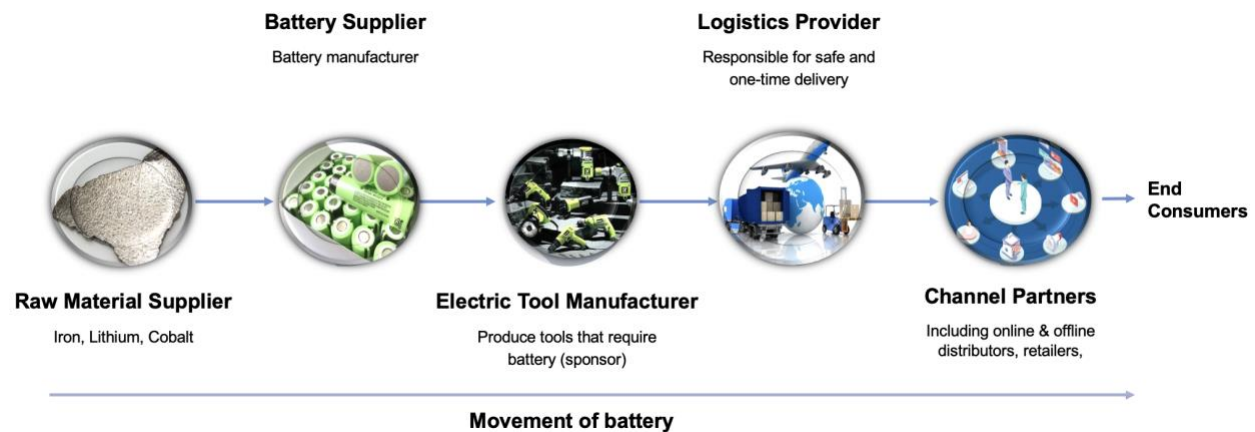 Battery Supplier
Battery manufacturer
Logistics Provider
Responsible for safe and
one-time delivery
End
Consumers
Raw Material Supplier
Iron, Lithium, Cobalt
Electric Tool Manufacturer
Produce tools that require
battery (sponsor)
Channel Partners
Including online & offline
distributors, retailers,
Movement of battery